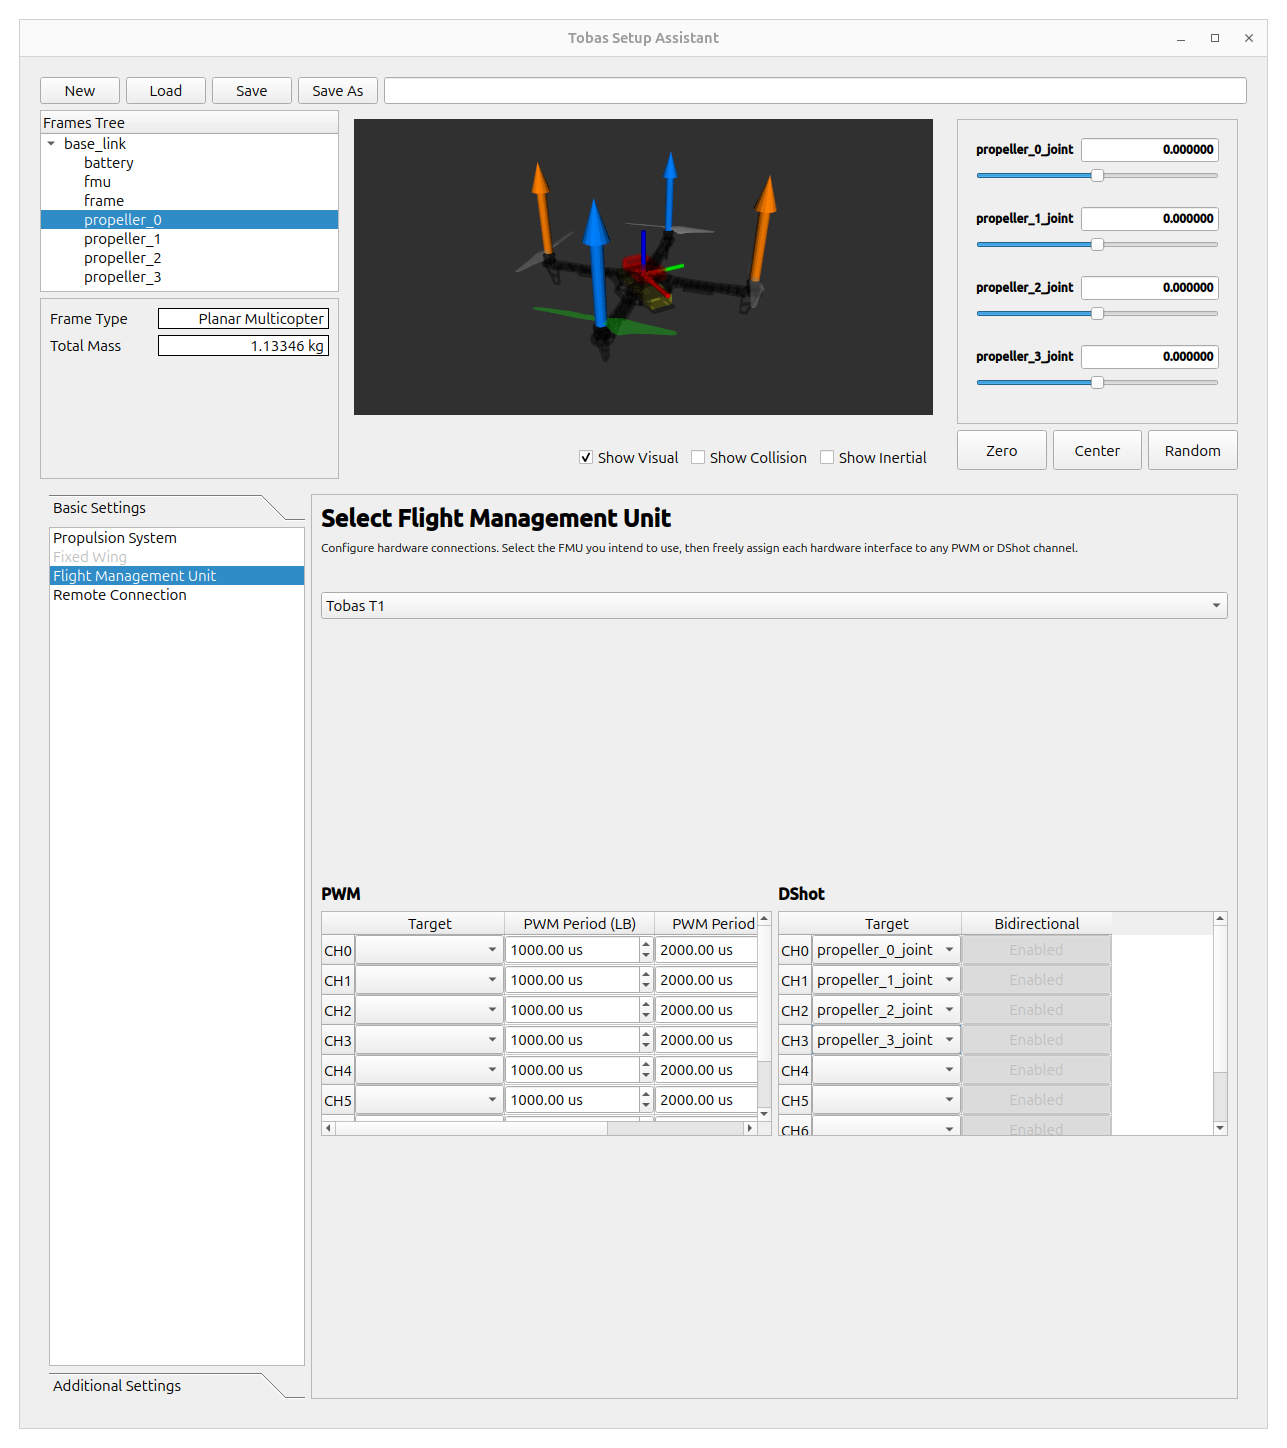 Tobas Setup Assistant
New Load Save Save As
Frames Tree
base_link
battery
fmu
frame
propeller_0
propeller_1
propeller_2
propeller_3
Frame Type Planar Multicopter
Total Mass 1.13346 kg
propeller_0_joint 0.000000
propeller_1_joint 0.000000
propeller_2_joint 0.000000
propeller_3_joint 0.000000
Show Visual Show Collision Show Inertial
Zero Center Random
Basic Settings
Propulsion System
Fixed Wing
Flight Management Unit
Remote Connection
Additional Settings
Select Flight Management Unit
Configure hardware connections. Select the FMU you intend to use, then freely assign each hardware interface to any PWM or DShot channel.
Tobas T1
PWM
Target PWM Period (LB) PWM Period
CH0 1000.00 us 2000.00 us
CH1 1000.00 us 2000.00 us
CH2 1000.00 us 2000.00 us
CH3 1000.00 us 2000.00 us
CH4 1000.00 us 2000.00 us
CH5 1000.00 us 2000.00 us
DShot
Target Bidirectional
CH0 propeller_0_joint Enabled
CH1 propeller_1_joint Enabled
CH2 propeller_2_joint Enabled
CH3 propeller_3_joint Enabled
CH4 Enabled
CH5 Enabled
CH6 Enabled